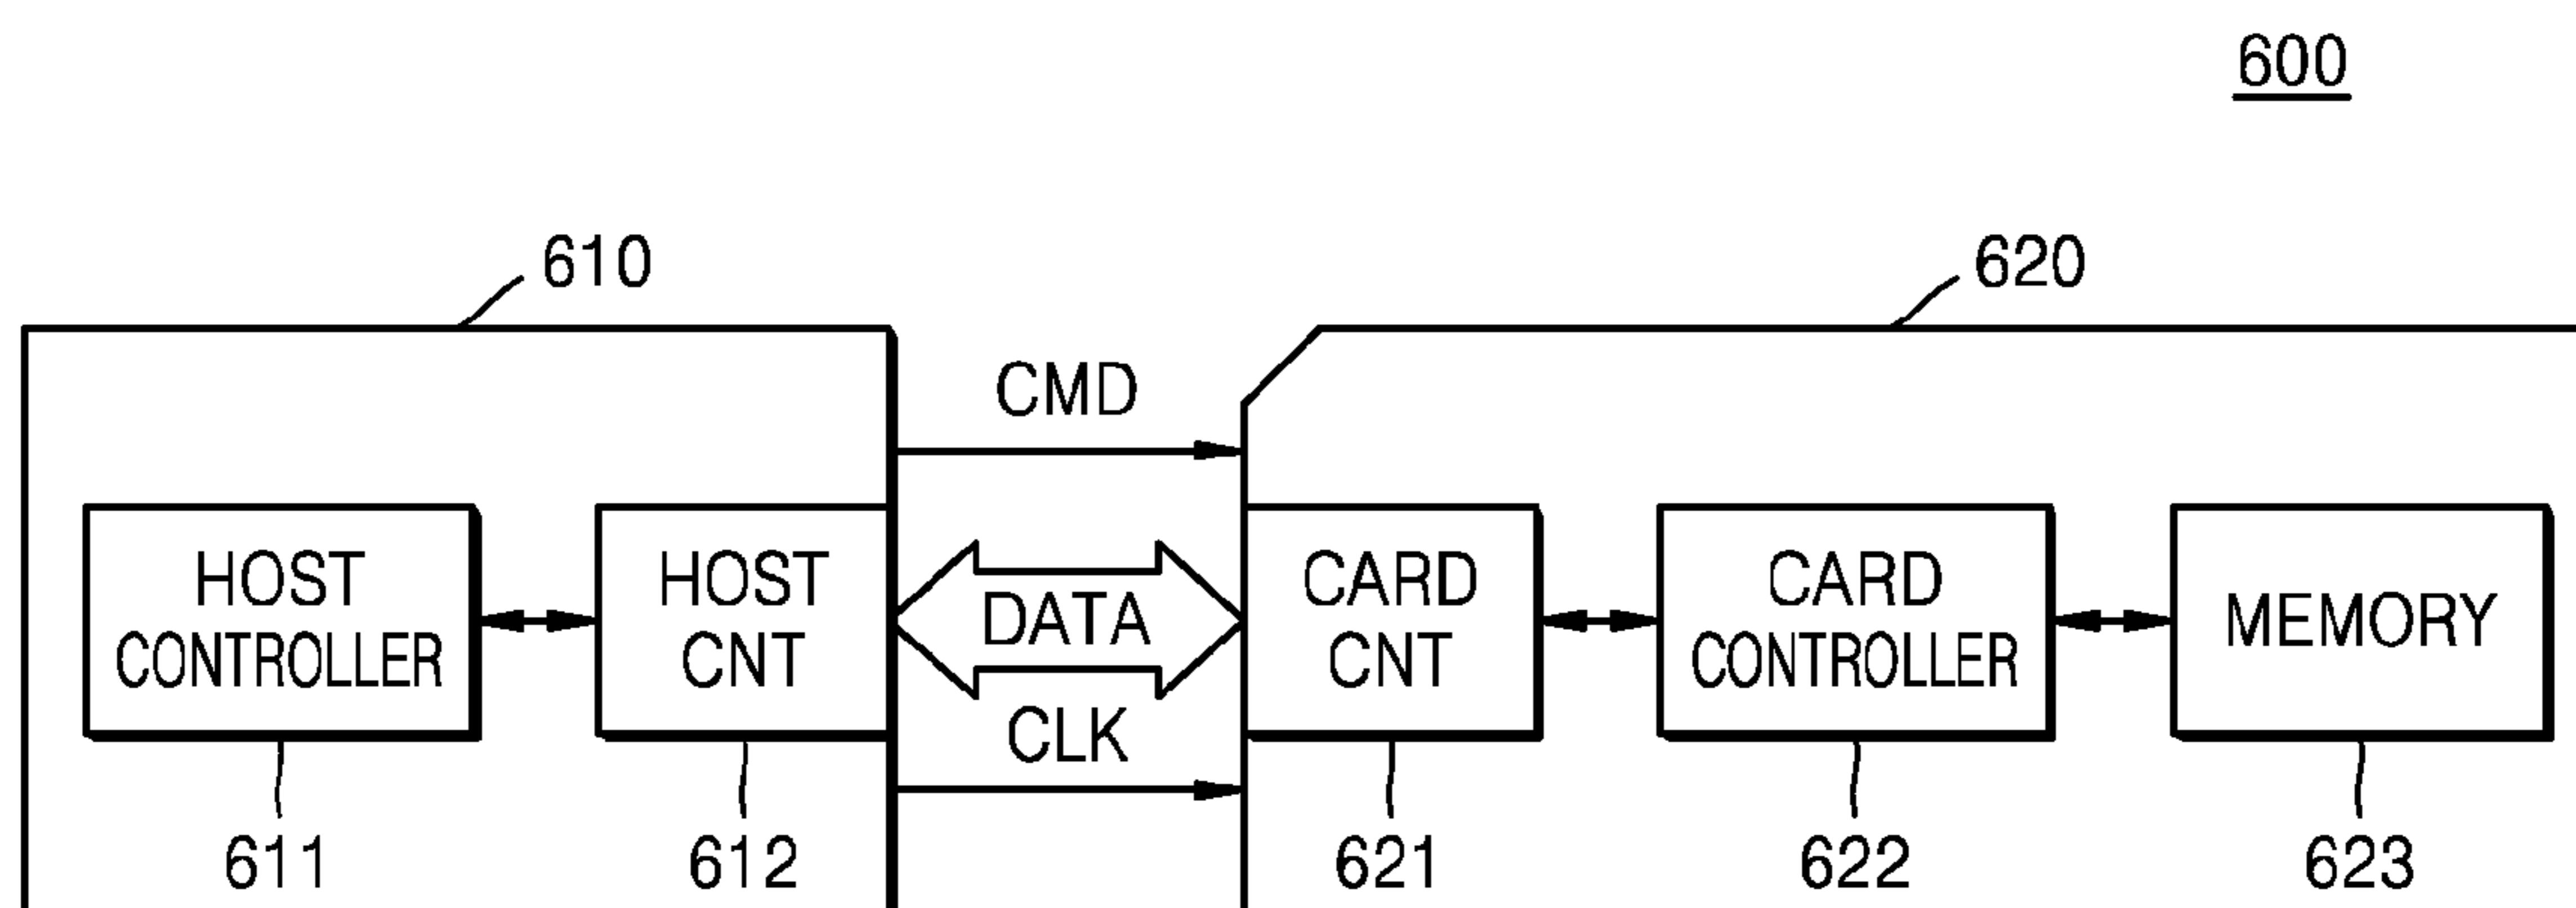 600
610
620
CMD
HOST
CONTROLLER
HOST
CNT
DATA
CARD
CNT
CARD
CONTROLLER
MEMORY
CLK
611
612
621
622
623